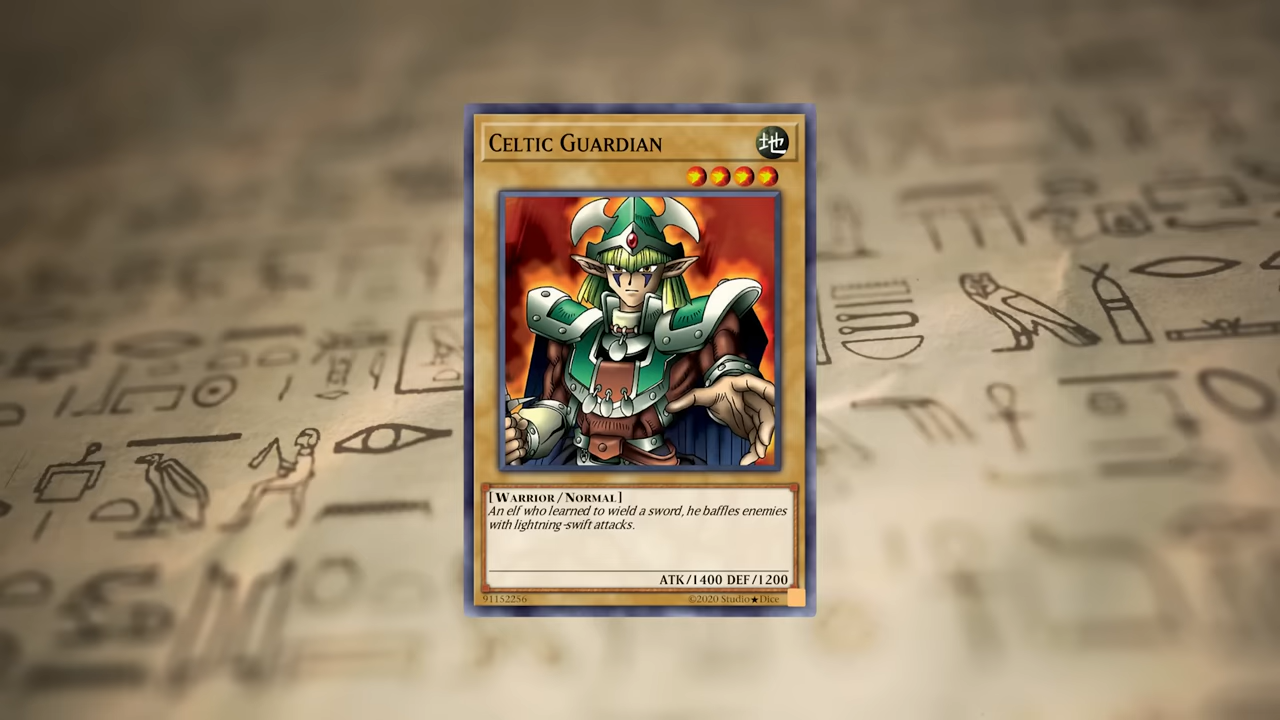 Celtic Guardian
地
[Warrior/Normal]
An elf who learned to wield a sword, he baffles enemies
with lightning-swift attacks.
ATK/1400 DEF/1200
91152256
©2020 Studio★Dice